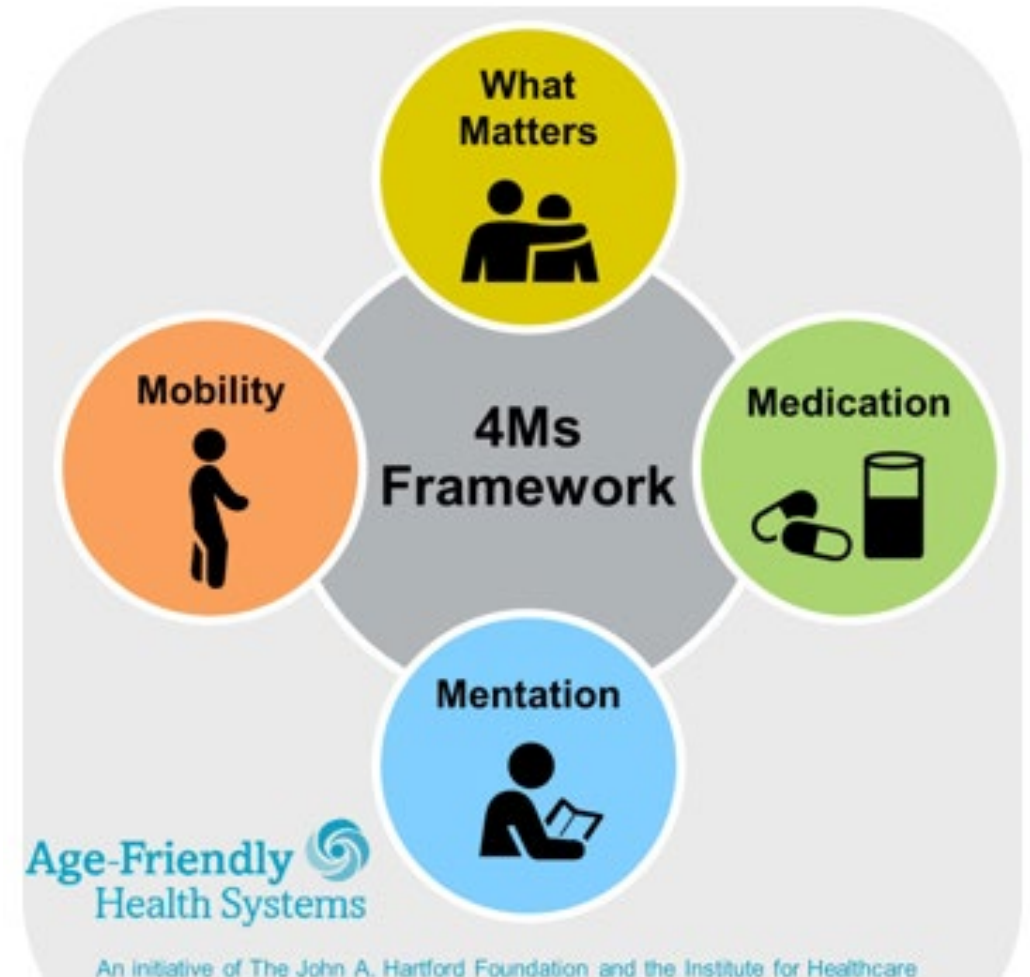 What
Matters
Mobility
4Ms
Framework
Medication
Mentation
Age-Friendly
Health Systems
An initiative of The John A. Hartford Foundation and the Institute for Healthcare